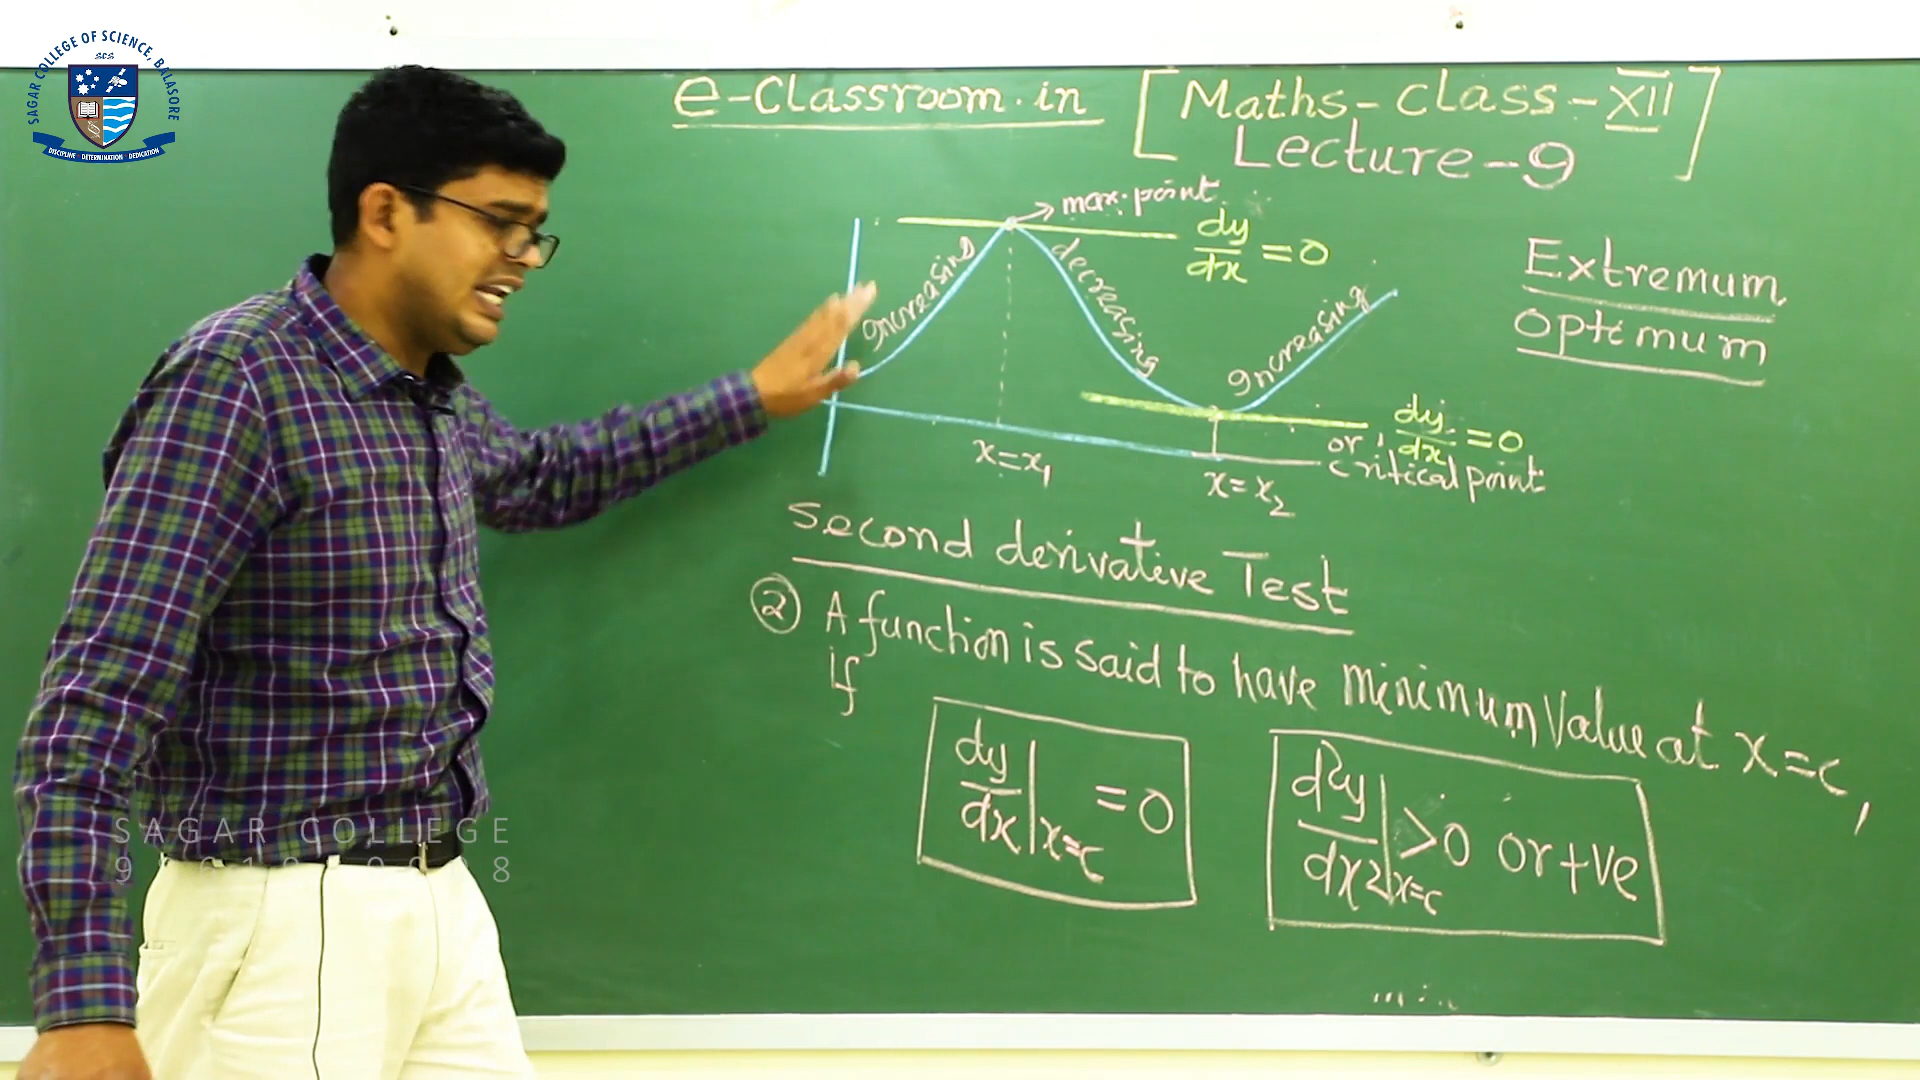 SAGAR COLLEGE OF SCIENCE, BALASORE
SCS
DISCIPLINE · DETERMINATION · DEDICATION
e-Classroom.in
[Maths-class-XII
Lecture-9]
max.point
dy/dx = 0
increasing
decreasing
increasing
Extremum
optimum
dy/dx = 0
or
critical point
x=x₁
x=x₂
second derivative Test
② A function is said to have minimum value at x=c,
if
dy/dx|x=c = 0
d²y/dx²|x=c >0 or +ve
SAGAR COLLEGE